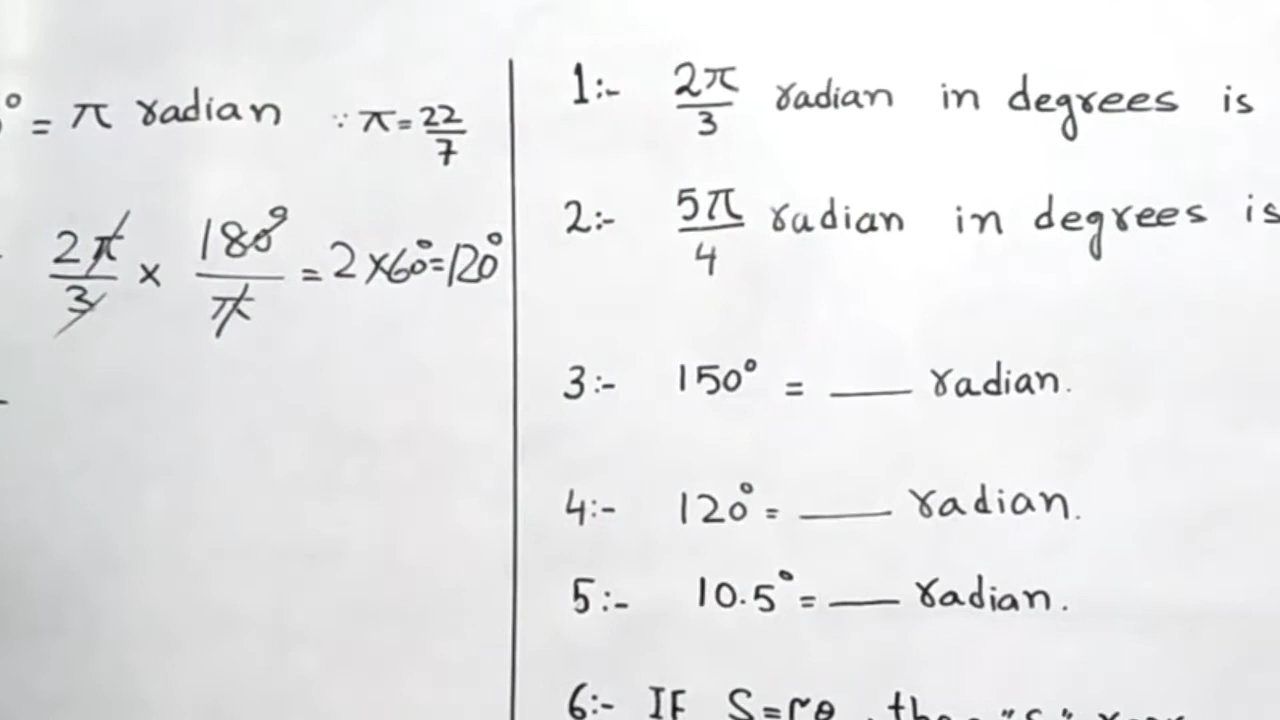 ° = π radian ∵ π = 22/7
2π/3 × 180°/π = 2×60° = 120°
1:- 2π/3 radian in degrees is
2:- 5π/4 radian in degrees is
3:- 150° = ___ radian.
4:- 120° = ___ radian.
5:- 10.5° = ___ radian.
6:- IF S=rθ, then "S"